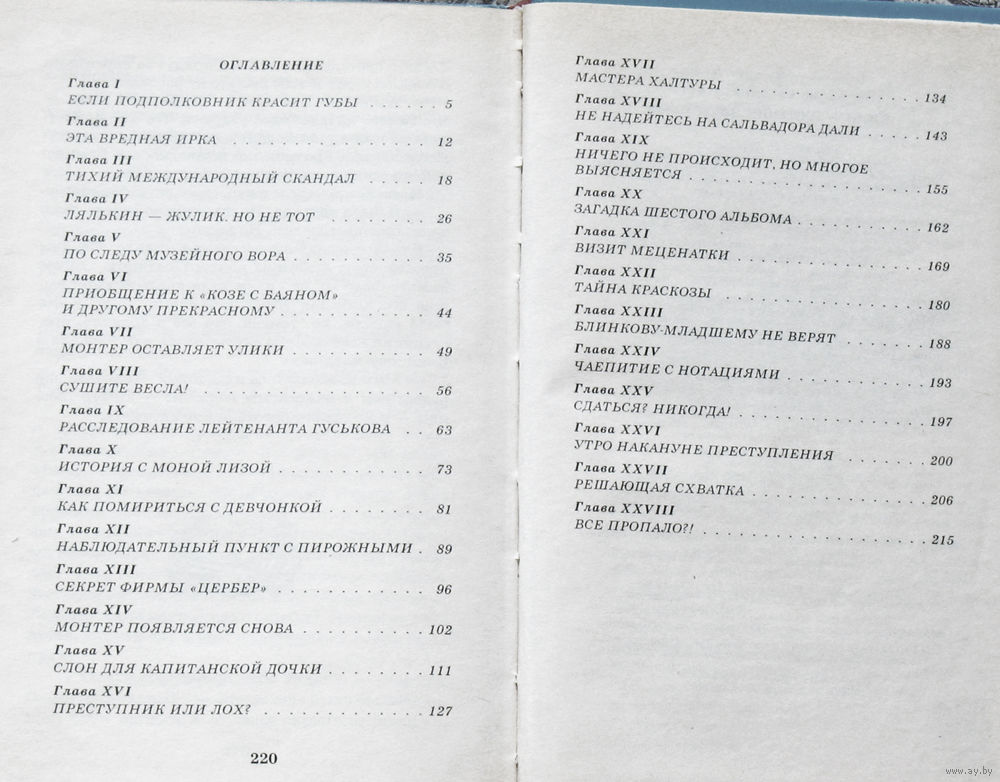 ОГЛАВЛЕНИЕ
Глава I
ЕСЛИ ПОДПОЛКОВНИК КРАСИТ ГУБЫ . . . . . . 5
Глава II
ЭТА ВРЕДНАЯ ИРКА . . . . . . . . . . . . . . . 12
Глава III
ТИХИЙ МЕЖДУНАРОДНЫЙ СКАНДАЛ . . . . . 18
Глава IV
ЛЯЛЬКИН — ЖУЛИК. НО НЕ ТОТ . . . . . . . . 26
Глава V
ПО СЛЕДУ МУЗЕЙНОГО ВОРА . . . . . . . . . . 35
Глава VI
ПРИОБЩЕНИЕ К «КОЗЕ С БАЯНОМ»
И ДРУГОМУ ПРЕКРАСНОМУ . . . . . . . . . . . 44
Глава VII
МОНТЕР ОСТАВЛЯЕТ УЛИКИ . . . . . . . . . . 49
Глава VIII
СУШИТЕ ВЕСЛА! . . . . . . . . . . . . . . . . . 56
Глава IX
РАССЛЕДОВАНИЕ ЛЕЙТЕНАНТА ГУСЬКОВА . . 63
Глава X
ИСТОРИЯ С МОНОЙ ЛИЗОЙ . . . . . . . . . . . 73
Глава XI
КАК ПОМИРИТЬСЯ С ДЕВЧОНКОЙ . . . . . . . 81
Глава XII
НАБЛЮДАТЕЛЬНЫЙ ПУНКТ С ПИРОЖНЫМИ . 89
Глава XIII
СЕКРЕТ ФИРМЫ «ЦЕРБЕР» . . . . . . . . . . . 96
Глава XIV
МОНТЕР ПОЯВЛЯЕТСЯ СНОВА . . . . . . . . . 102
Глава XV
СЛОН ДЛЯ КАПИТАНСКОЙ ДОЧКИ . . . . . . . 111
Глава XVI
ПРЕСТУПНИК ИЛИ ЛОХ? . . . . . . . . . . . . 127
220
Глава XVII
МАСТЕРА ХАЛТУРЫ . . . . . . . . . . . . . . . 134
Глава XVIII
НЕ НАДЕЙТЕСЬ НА САЛЬВАДОРА ДАЛИ . . . . . 143
Глава XIX
НИЧЕГО НЕ ПРОИСХОДИТ, НО МНОГОЕ
ВЫЯСНЯЕТСЯ . . . . . . . . . . . . . . . . . . 155
Глава XX
ЗАГАДКА ШЕСТОГО АЛЬБОМА . . . . . . . . . . 162
Глава XXI
ВИЗИТ МЕЦЕНАТКИ . . . . . . . . . . . . . . . 169
Глава XXII
ТАЙНА КРАСКОЗЫ . . . . . . . . . . . . . . . . 180
Глава XXIII
БЛИНКОВУ-МЛАДШЕМУ НЕ ВЕРЯТ . . . . . . . 188
Глава XXIV
ЧАЕПИТИЕ С НОТАЦИЯМИ . . . . . . . . . . . 193
Глава XXV
СДАТЬСЯ? НИКОГДА! . . . . . . . . . . . . . . 197
Глава XXVI
УТРО НАКАНУНЕ ПРЕСТУПЛЕНИЯ . . . . . . . 200
Глава XXVII
РЕШАЮЩАЯ СХВАТКА . . . . . . . . . . . . . . 206
Глава XXVIII
ВСЕ ПРОПАЛО?! . . . . . . . . . . . . . . . . . 215
www.ay.by